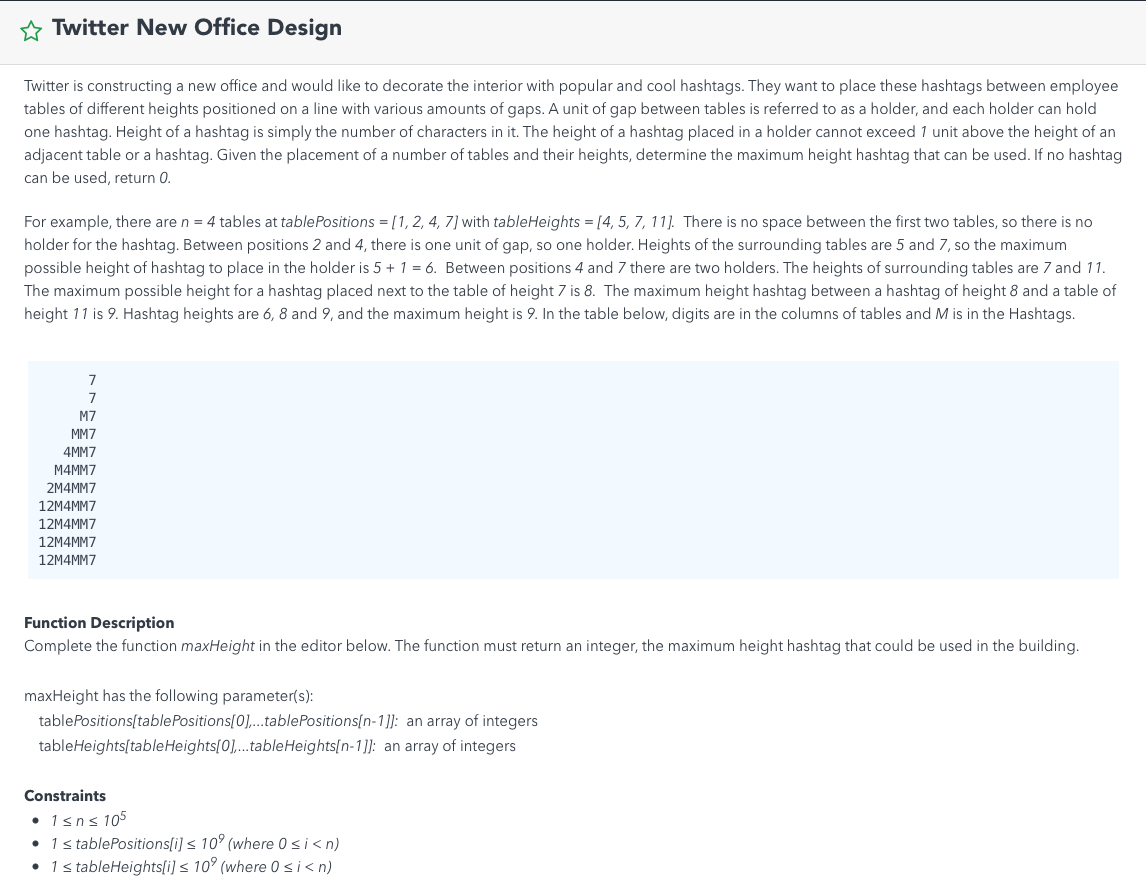 Twitter New Office Design
Twitter is constructing a new office and would like to decorate the interior with popular and cool hashtags. They want to place these hashtags between employee
tables of different heights positioned on a line with various amounts of gaps. A unit of gap between tables is referred to as a holder, and each holder can hold
one hashtag. Height of a hashtag is simply the number of characters in it. The height of a hashtag placed in a holder cannot exceed 1 unit above the height of an
adjacent table or a hashtag. Given the placement of a number of tables and their heights, determine the maximum height hashtag that can be used. If no hashtag
can be used, return 0.
For example, there are n = 4 tables at tablePositions = [1, 2, 4, 7] with tableHeights = [4, 5, 7, 11]. There is no space between the first two tables, so there is no
holder for the hashtag. Between positions 2 and 4, there is one unit of gap, so one holder. Heights of the surrounding tables are 5 and 7, so the maximum
possible height of hashtag to place in the holder is 5 + 1 = 6. Between positions 4 and 7 there are two holders. The heights of surrounding tables are 7 and 11.
The maximum possible height for a hashtag placed next to the table of height 7 is 8. The maximum height hashtag between a hashtag of height 8 and a table of
height 11 is 9. Hashtag heights are 6, 8 and 9, and the maximum height is 9. In the table below, digits are in the columns of tables and M is in the Hashtags.
7
7
M7
MM7
4MM7
M4MM7
2M4MM7
12M4MM7
12M4MM7
12M4MM7
12M4MM7
Function Description
Complete the function maxHeight in the editor below. The function must return an integer, the maximum height hashtag that could be used in the building.
maxHeight has the following parameter(s):
tablePositions[tablePositions[0],...tablePositions[n-1]]: an array of integers
tableHeights[tableHeights[0],...tableHeights[n-1]]: an array of integers
Constraints
• 1 ≤ n ≤ 10⁵
• 1 ≤ tablePositions[i] ≤ 10⁹ (where 0 ≤ i < n)
• 1 ≤ tableHeights[i] ≤ 10⁹ (where 0 ≤ i < n)